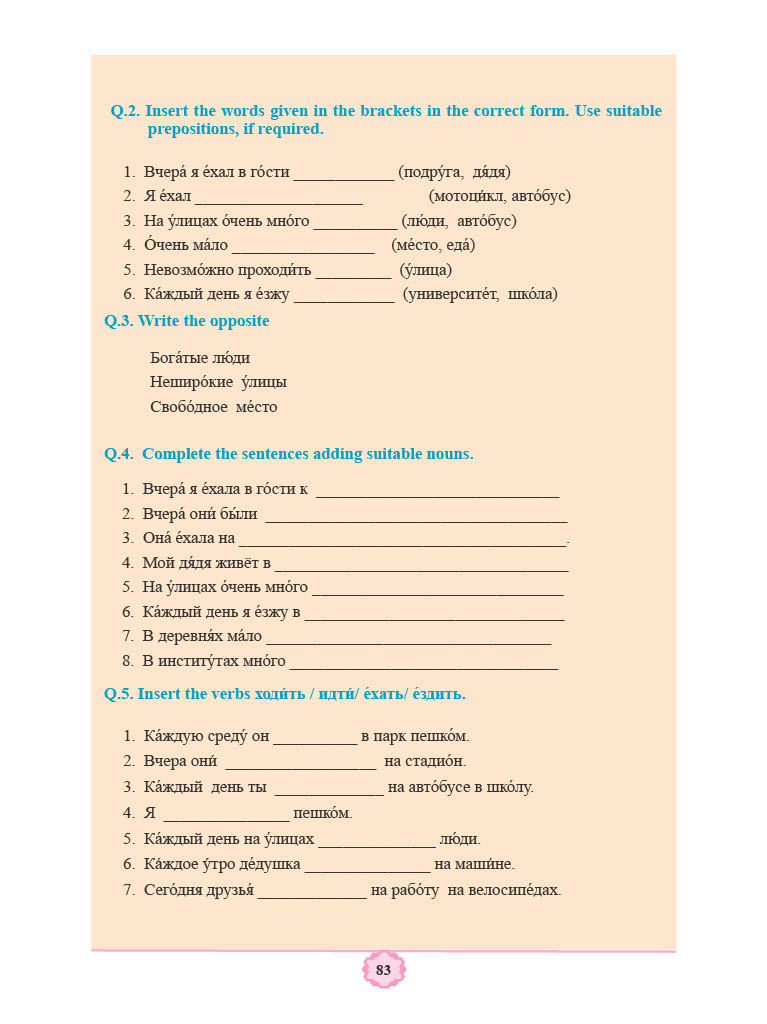 Q.2. Insert the words given in the brackets in the correct form. Use suitable
prepositions, if required.
1. Вчера́ я е́хал в го́сти ____________ (подру́га, дя́дя)
2. Я е́хал ____________________ (мотоци́кл, авто́бус)
3. На у́лицах о́чень мно́го __________ (лю́ди, авто́бус)
4. О́чень ма́ло _________________ (ме́сто, еда́)
5. Невозмо́жно проходи́ть _________ (у́лица)
6. Ка́ждый день я е́зжу ____________ (университе́т, шко́ла)
Q.3. Write the opposite
Бога́тые лю́ди
Неширо́кие у́лицы
Свобо́дное ме́сто
Q.4. Complete the sentences adding suitable nouns.
1. Вчера́ я е́хала в го́сти к _____________________________
2. Вчера́ они́ бы́ли ____________________________________
3. Она́ е́хала на _______________________________________.
4. Мой дя́дя живёт в ___________________________________
5. На у́лицах о́чень мно́го ______________________________
6. Ка́ждый день я е́зжу в _______________________________
7. В деревня́х ма́ло __________________________________
8. В институ́тах мно́го ________________________________
Q.5. Insert the verbs ходи́ть / идти́/ е́хать/ е́здить.
1. Ка́ждую среду́ он __________ в парк пешко́м.
2. Вчера они́ __________________ на стадио́н.
3. Ка́ждый день ты _____________ на авто́бусе в шко́лу.
4. Я _______________ пешко́м.
5. Ка́ждый день на у́лицах ______________ лю́ди.
6. Ка́ждое у́тро де́душка _______________ на маши́не.
7. Сего́дня друзья́ _____________ на рабо́ту на велосипе́дах.
83